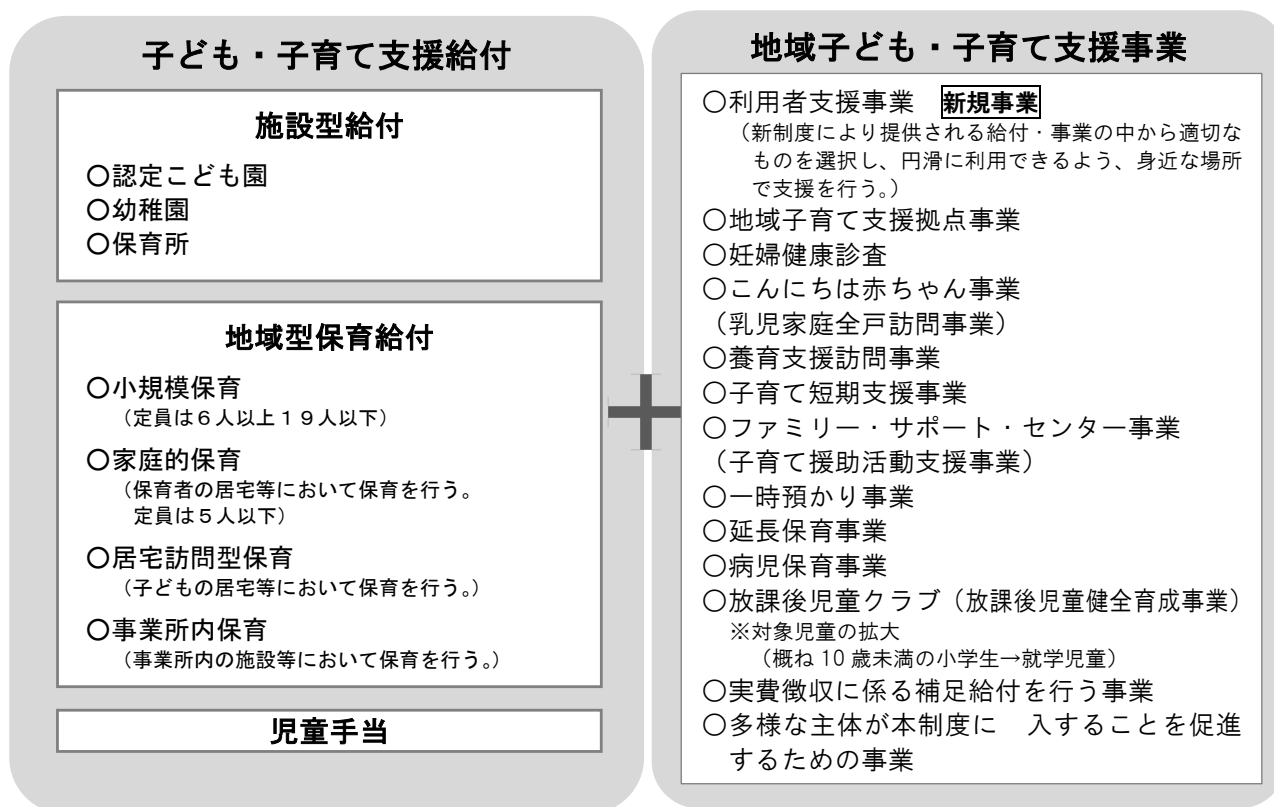 子ども・子育て支援給付
施設型給付
〇認定こども園
〇幼稚園
〇保育所
地域型保育給付
〇小規模保育
（定員は６人以上１９人以下）
〇家庭的保育
（保育者の居宅等において保育を行う。
定員は５人以下）
〇居宅訪問型保育
（子どもの居宅等において保育を行う。）
〇事業所内保育
（事業所内の施設等において保育を行う。）
児童手当
地域子ども・子育て支援事業
〇利用者支援事業　新規事業
（新制度により提供される給付・事業の中から適切な
ものを選択し、円滑に利用できるよう、身近な場所
で支援を行う。）
〇地域子育て支援拠点事業
〇妊婦健康診査
〇こんにちは赤ちゃん事業
（乳児家庭全戸訪問事業）
〇養育支援訪問事業
〇子育て短期支援事業
〇ファミリー・サポート・センター事業
（子育て援助活動支援事業）
〇一時預かり事業
〇延長保育事業
〇病児保育事業
〇放課後児童クラブ（放課後児童健全育成事業）
※対象児童の拡大
（概ね 10 歳未満の小学生→就学児童）
〇実費徴収に係る補足給付を行う事業
〇多様な主体が本制度に　入することを促進
するための事業